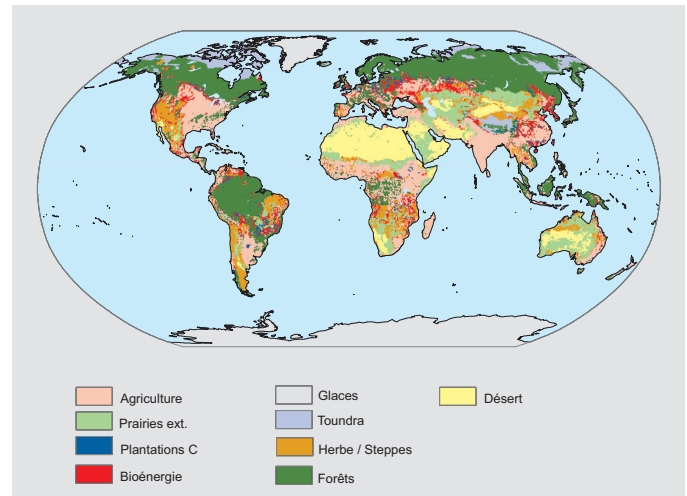 Agriculture
Prairies ext.
Plantations C
Bioénergie
Glaces
Toundra
Herbe / Steppes
Forêts
Désert